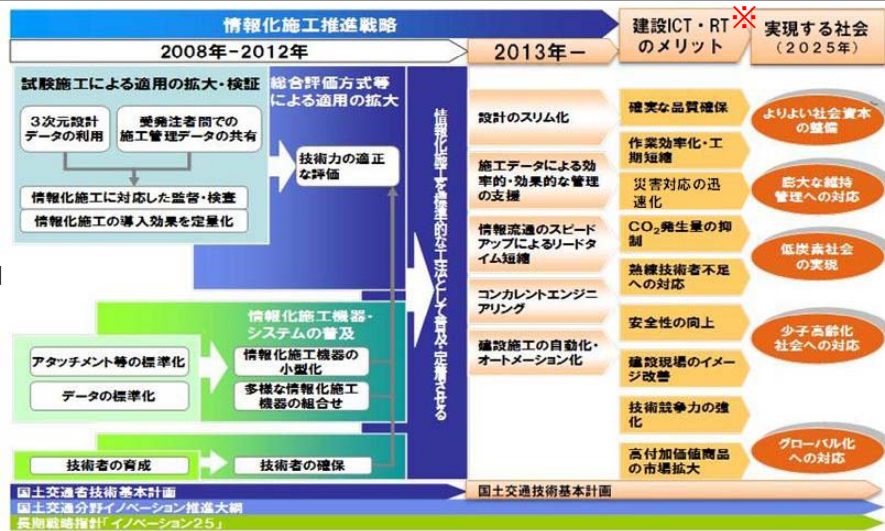 情報化施工推進戦略
建設ICT・RT※
のメリット
実現する社会
(2025年)
2008年-2012年
2013年-
試験施工による適用の拡大・検証
3次元設計
データの利用
受発注者間での
施工管理データの共有
情報化施工に対応した監督・検査
情報化施工の導入効果を定量化
総合評価方式等
による適用の拡大
技術力の適正
な評価
情報化施工機器・
システムの普及
アタッチメント等の標準化
データの標準化
情報化施工機器の
小型化
多様な情報化施工
機器の組合せ
技術者の育成
技術者の確保
情報化施工を標準的な工法として普及・定着させる
設計のスリム化
施工データによる効
率的・効果的な管理
の支援
情報流通のスピード
アップによるリードタ
イム短縮
コンカレントエンジニ
アリング
建設施工の自動化・
オートメーション化
確実な品質確保
作業効率化・工
期短縮
災害対応の迅
速化
CO₂発生量の抑
制
熟練技術者不足
への対応
安全性の向上
建設現場のイメー
ジ改善
技術競争力の強
化
高付加価値商品
の市場拡大
よりよい社会資本
の整備
膨大な維持
管理への対応
低炭素社会
の実現
少子高齢化
社会への対応
グローバル化
への対応
国土交通省技術基本計画
国土交通技術基本計画
国土交通分野イノベーション推進大綱
長期戦略指針「イノベーション25」